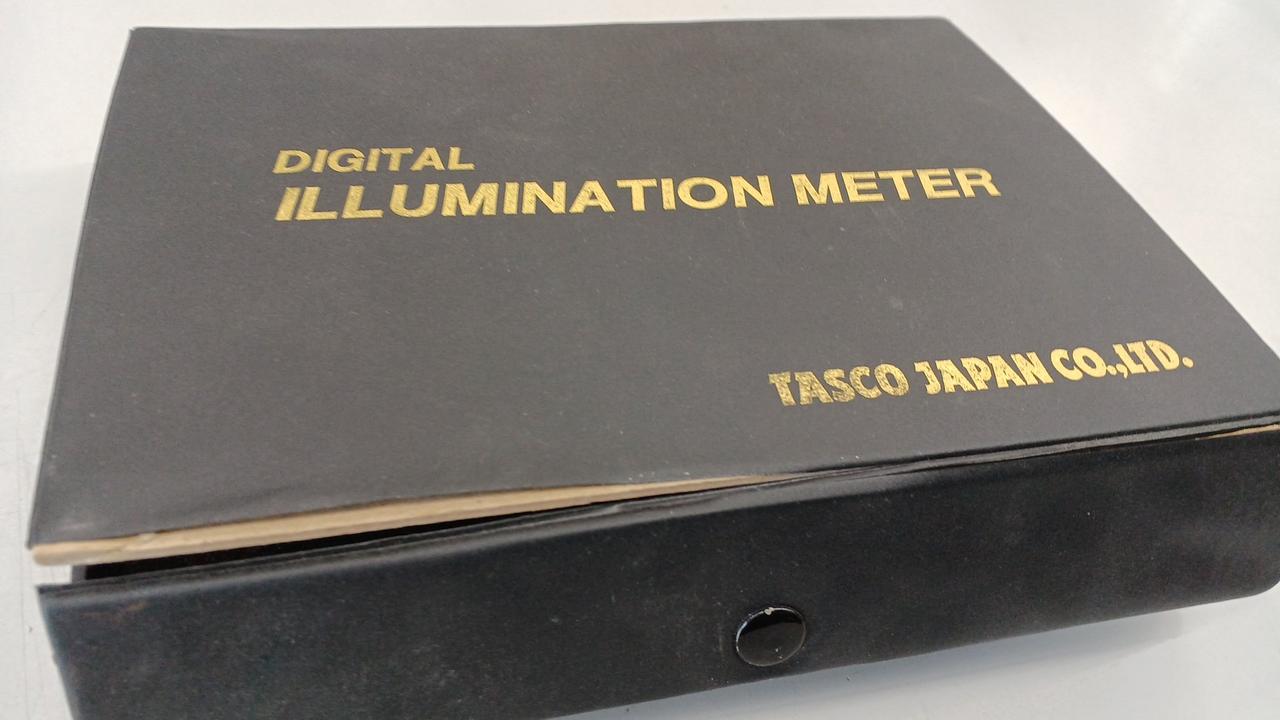 DIGITAL
ILLUMINATION METER
TASCO JAPAN CO.,LTD.